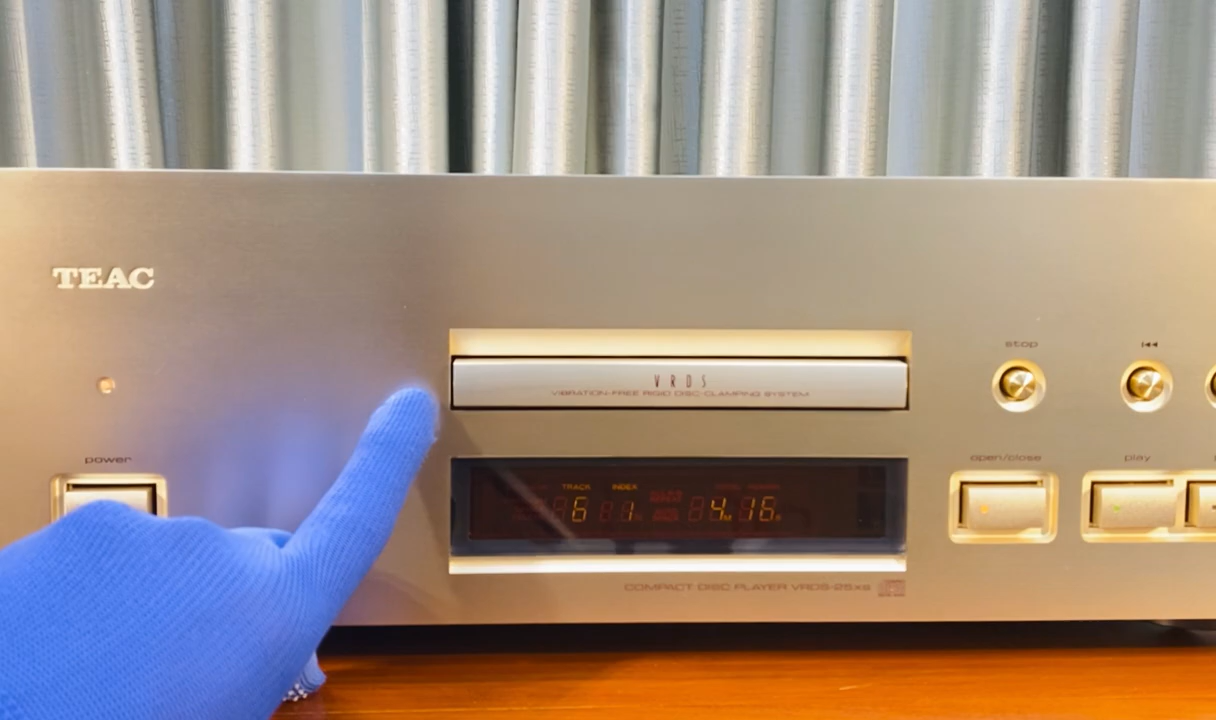 TEAC
VRDS
VIBRATION-FREE RIGID DISC-CLAMPING SYSTEM
stop
power
open/close
play
TRACK INDEX
6 1 4 M 16 S
COMPACT DISC PLAYER VRDS-25xs